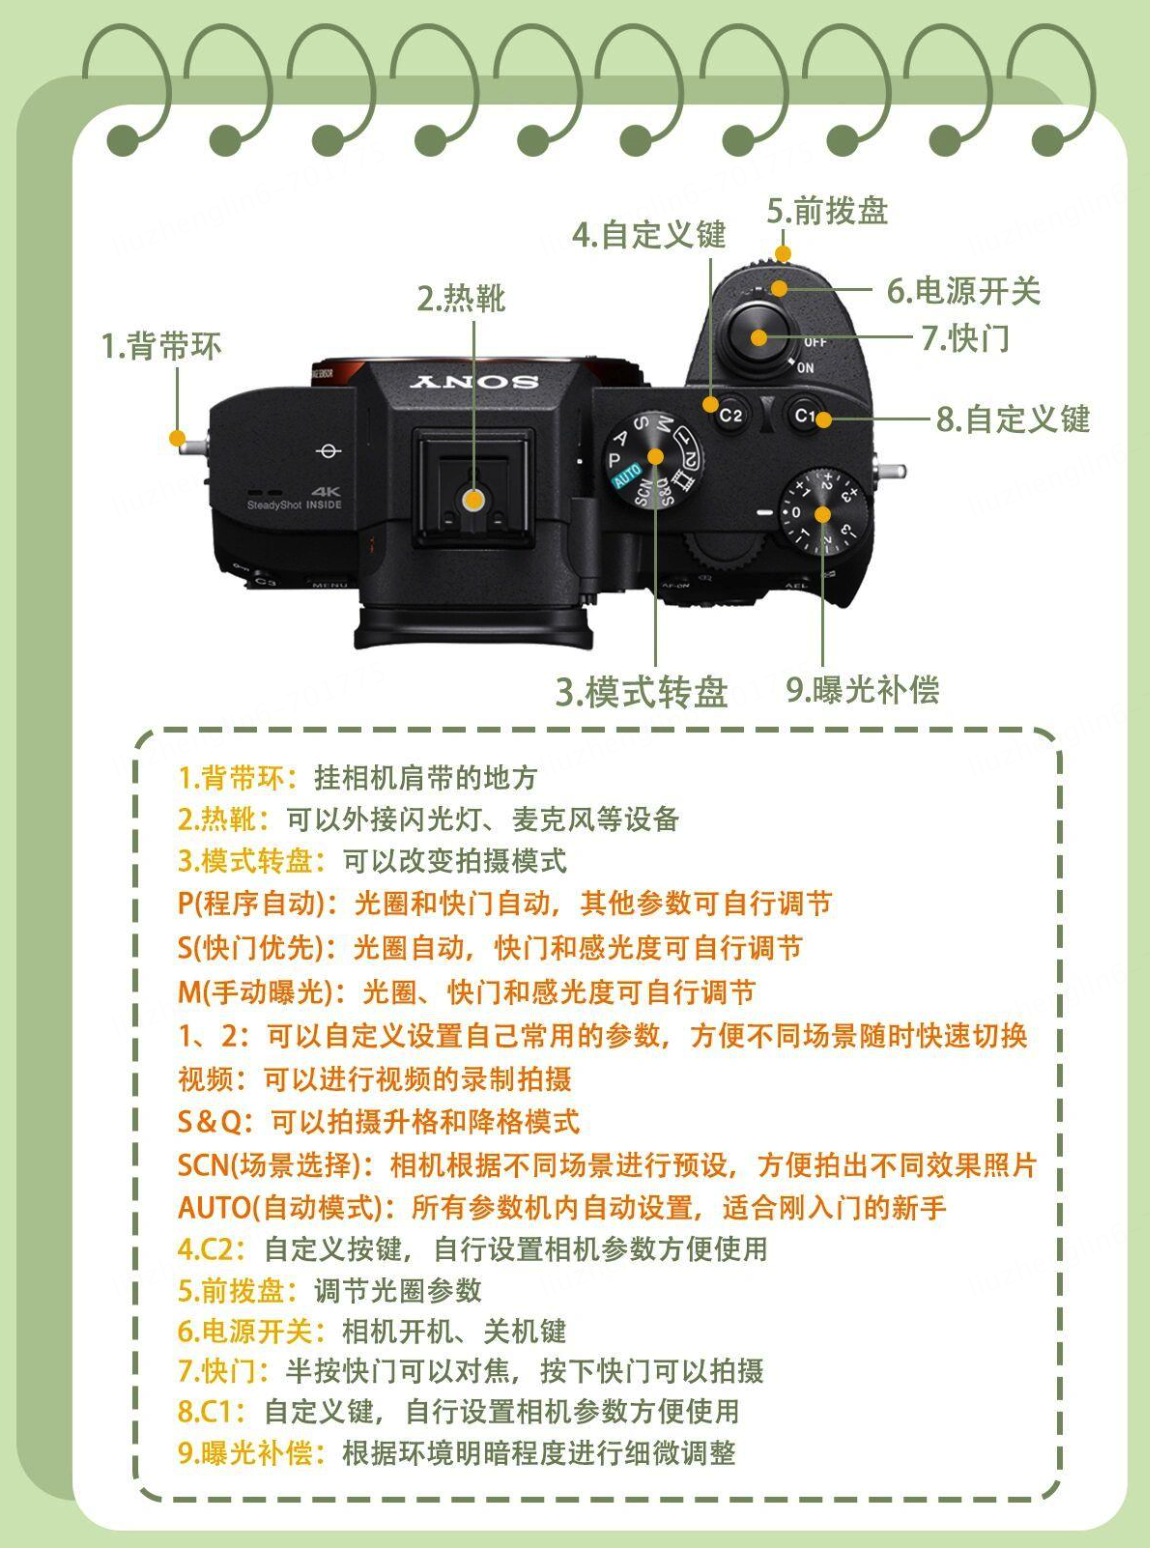 5.前拨盘
4.自定义键
6.电源开关
2.热靴
7.快门
1.背带环
OFF
ON
SONY
C2
C1
8.自定义键
M
S
A
P
AUTO
SCN
S&Q
1
2
4K
SteadyShot INSIDE
+1 2 +3
0
1 2 3
C3
MENU
AF-ON
AEL
3.模式转盘
9.曝光补偿
1.背带环：挂相机肩带的地方
2.热靴：可以外接闪光灯、麦克风等设备
3.模式转盘：可以改变拍摄模式
P(程序自动)：光圈和快门自动，其他参数可自行调节
S(快门优先)：光圈自动，快门和感光度可自行调节
M(手动曝光)：光圈、快门和感光度可自行调节
1、2：可以自定义设置自己常用的参数，方便不同场景随时快速切换
视频：可以进行视频的录制拍摄
S&Q：可以拍摄升格和降格模式
SCN(场景选择)：相机根据不同场景进行预设，方便拍出不同效果照片
AUTO(自动模式)：所有参数机内自动设置，适合刚入门的新手
4.C2：自定义按键，自行设置相机参数方便使用
5.前拨盘：调节光圈参数
6.电源开关：相机开机、关机键
7.快门：半按快门可以对焦，按下快门可以拍摄
8.C1：自定义键，自行设置相机参数方便使用
9.曝光补偿：根据环境明暗程度进行细微调整